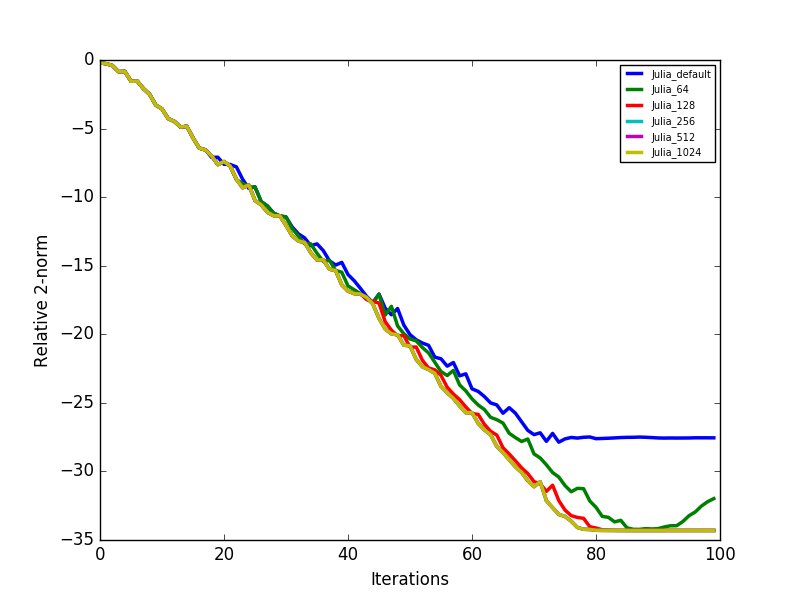 0
−5
−10
−15
−20
−25
−30
−35
0
20
40
60
80
100
Relative 2-norm
Iterations
Julia_default
Julia_64
Julia_128
Julia_256
Julia_512
Julia_1024